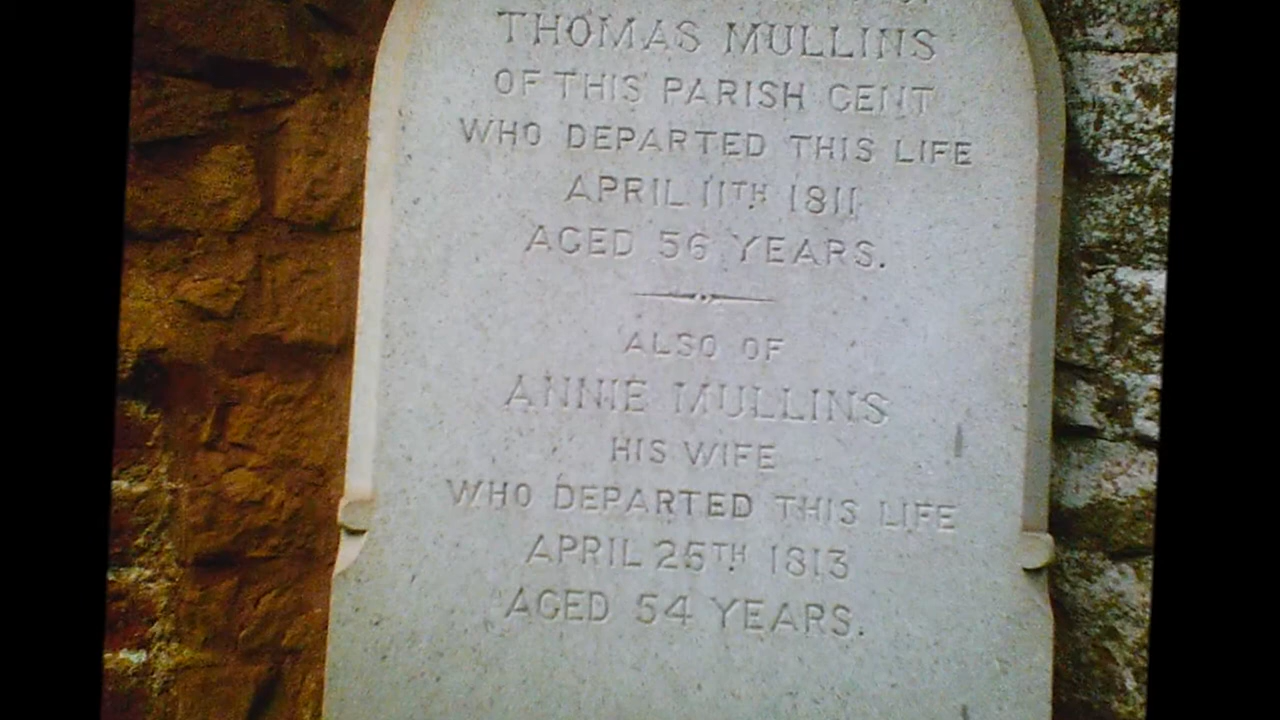 THOMAS MULLINS
OF THIS PARISH GENT
WHO DEPARTED THIS LIFE
APRIL 11TH 1811
AGED 56 YEARS.
ALSO OF
ANNIE MULLINS
HIS WIFE
WHO DEPARTED THIS LIFE
APRIL 25TH 1813
AGED 54 YEARS.